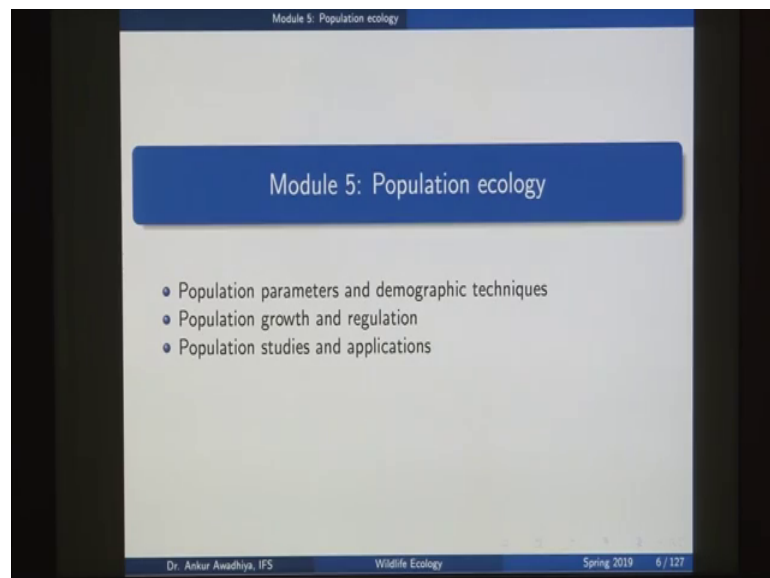 Module 5: Population ecology
Module 5: Population ecology
Population parameters and demographic techniques
Population growth and regulation
Population studies and applications
Dr. Ankur Awadhiya, IFS Wildlife Ecology Spring 2019 6/127